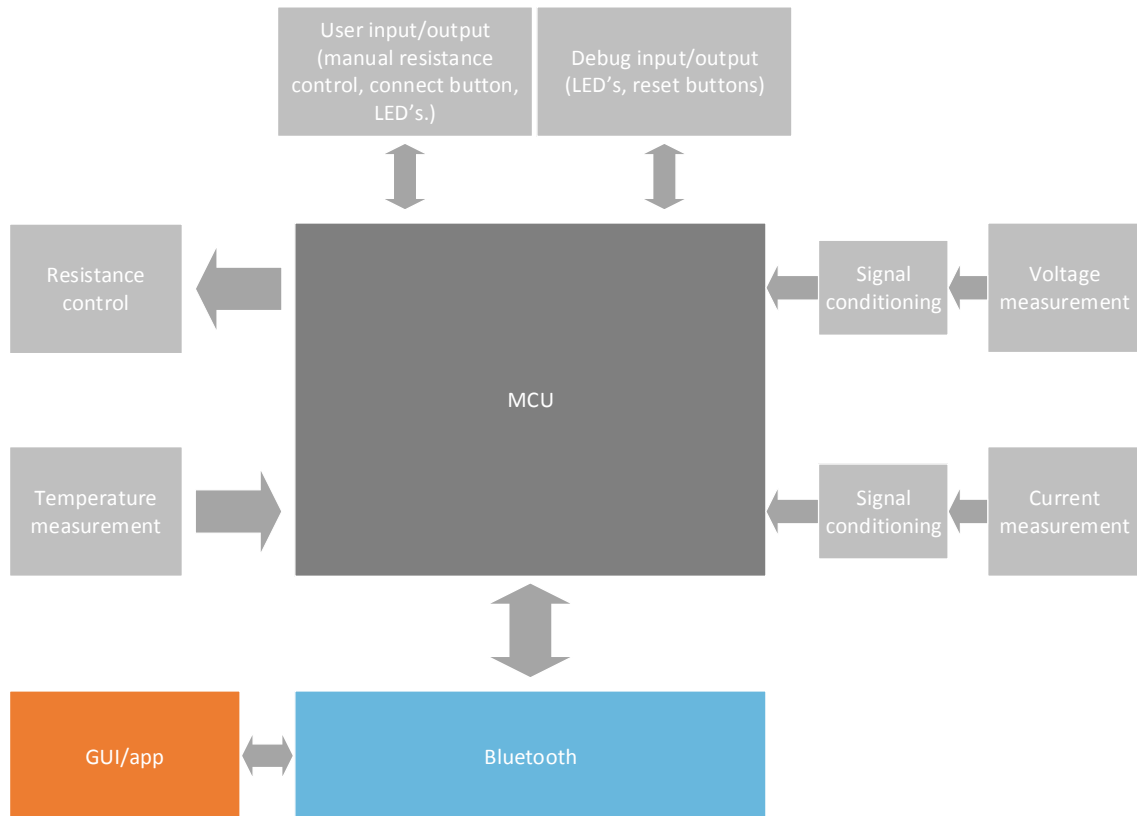 User input/output
(manual resistance
control, connect button,
LED's.)
Debug input/output
(LED's, reset buttons)
Resistance
control
MCU
Signal
conditioning
Voltage
measurement
Temperature
measurement
Signal
conditioning
Current
measurement
GUI/app
Bluetooth